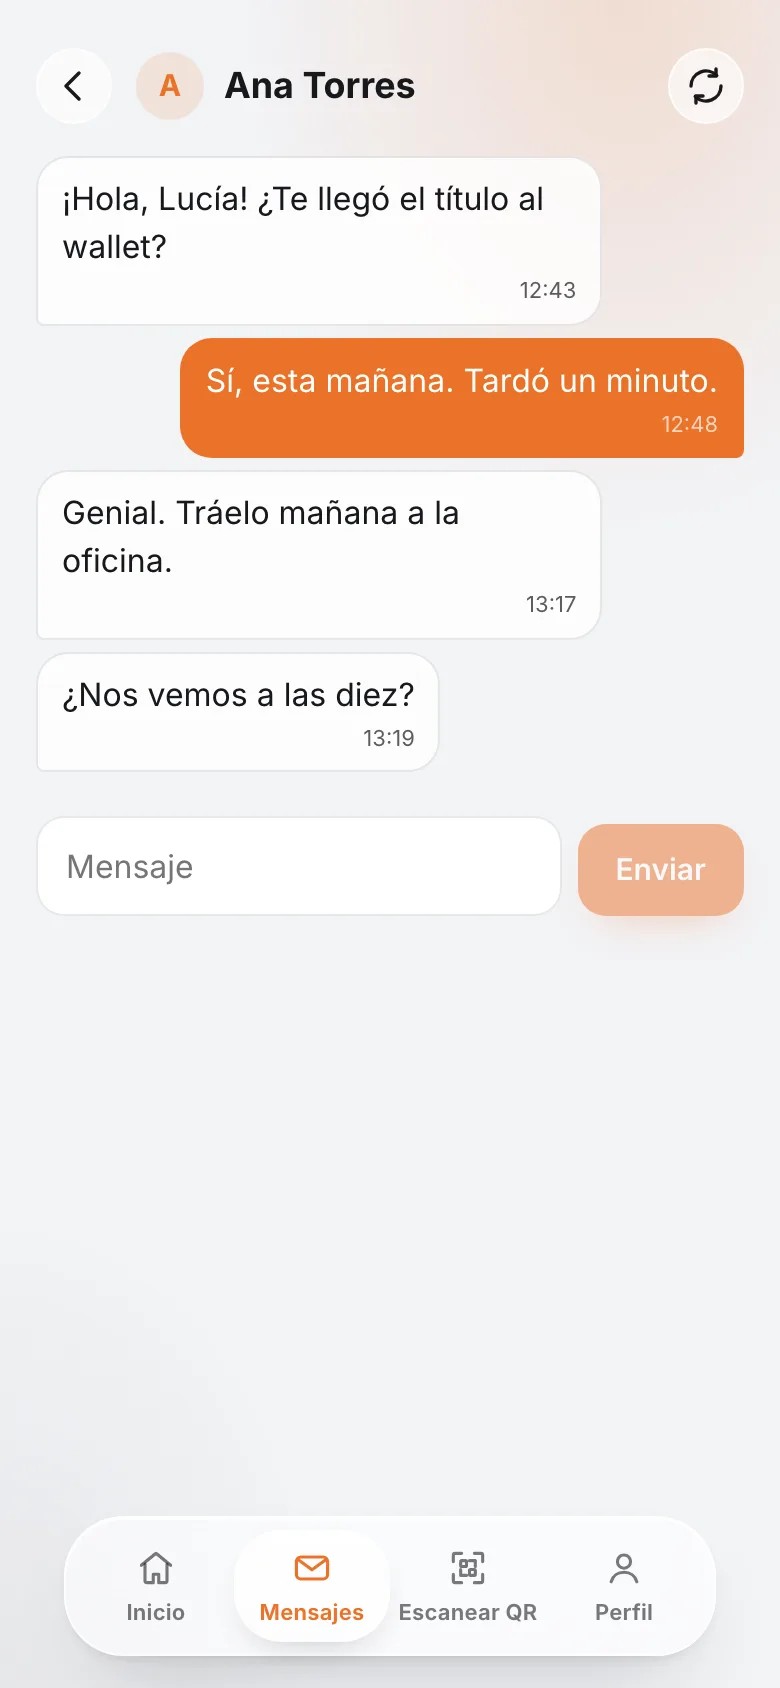 A Ana Torres
¡Hola, Lucía! ¿Te llegó el título al
wallet?
12:43
Sí, esta mañana. Tardó un minuto.
12:48
Genial. Tráelo mañana a la
oficina.
13:17
¿Nos vemos a las diez?
13:19
Mensaje Enviar
Inicio Mensajes Escanear QR Perfil